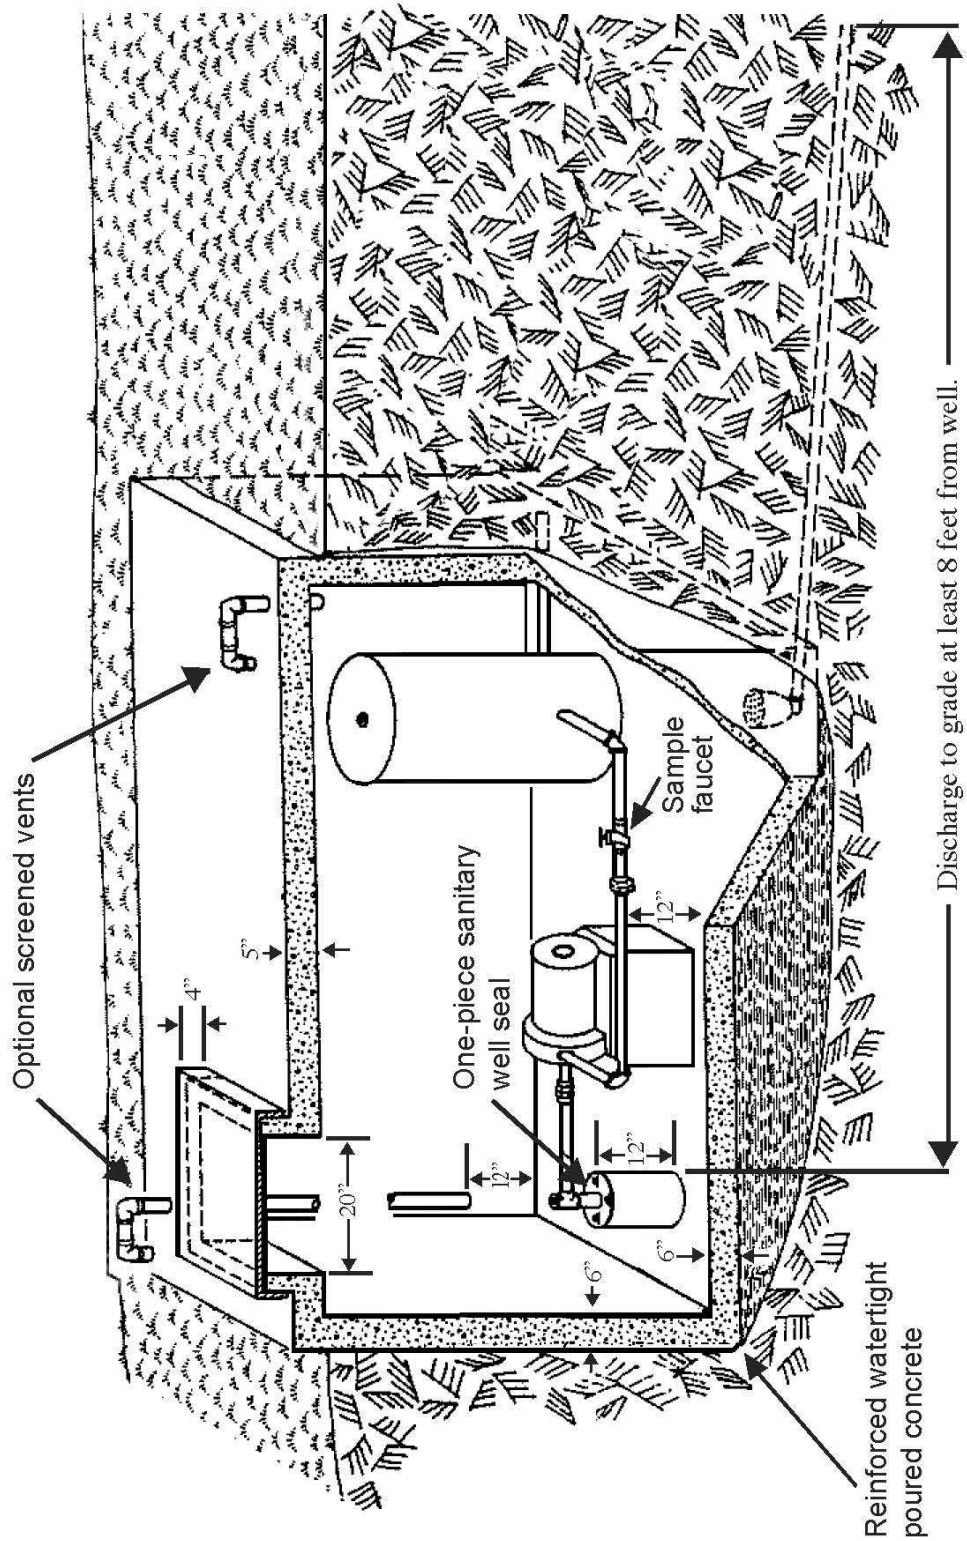 Optional screened vents
4”
5”
20”
12”
One-piece sanitary
well seal
12”
12”
Sample
faucet
6”
6”
Reinforced watertight
poured concrete
Discharge to grade at least 8 feet from well.